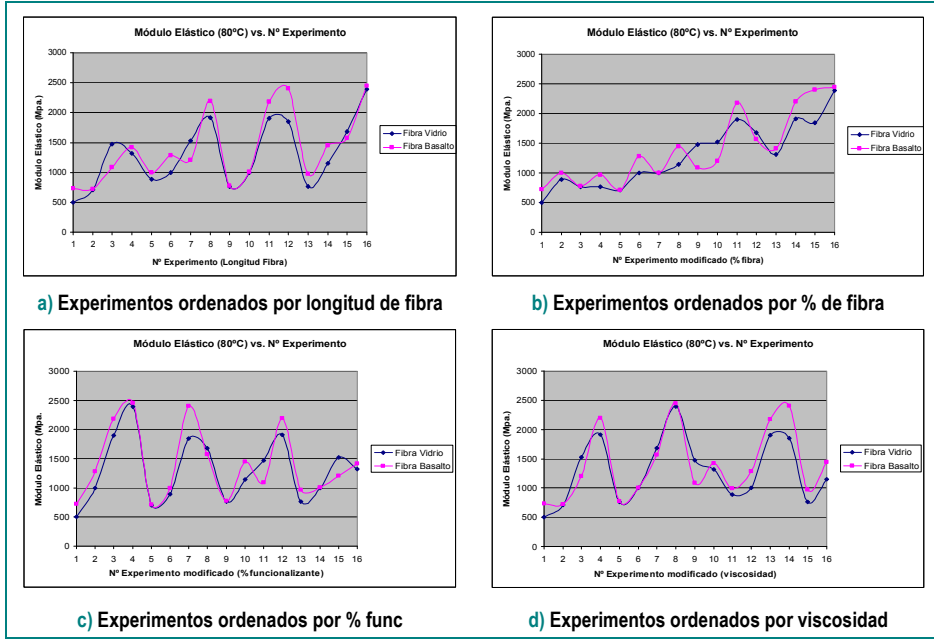 Módulo Elástico (80ºC) vs. Nº Experimento
Módulo Elástico (Mpa.)
3000
2500
2000
1500
1000
500
0
1 2 3 4 5 6 7 8 9 10 11 12 13 14 15 16
Nº Experimento (Longitud Fibra)
Fibra Vidrio
Fibra Basalto
a) Experimentos ordenados por longitud de fibra
Módulo Elástico (80ºC) vs. Nº Experimento
Módulo Elástico (Mpa.)
3000
2500
2000
1500
1000
500
0
1 2 3 4 5 6 7 8 9 10 11 12 13 14 15 16
Nº Experimento modificado (% fibra)
Fibra Vidrio
Fibra Basalto
b) Experimentos ordenados por % de fibra
Módulo Elástico (80ºC) vs. Nº Experimento
Módulo Elástico (Mpa.
3000
2500
2000
1500
1000
500
0
1 2 3 4 5 6 7 8 9 10 11 12 13 14 15 16
Nº Experimento modificado (%funcionalizante)
Fibra Vidrio
Fibra Basalto
c) Experimentos ordenados por % func
Módulo Elástico (80ºC) vs. Nº Experimento
Módulo Elástico (Mpa.)
3000
2500
2000
1500
1000
500
0
1 2 3 4 5 6 7 8 9 10 11 12 13 14 15 16
Nº Experimento modificado (viscosidad)
Fibra Vidrio
Fibra Basalto
d) Experimentos ordenados por viscosidad